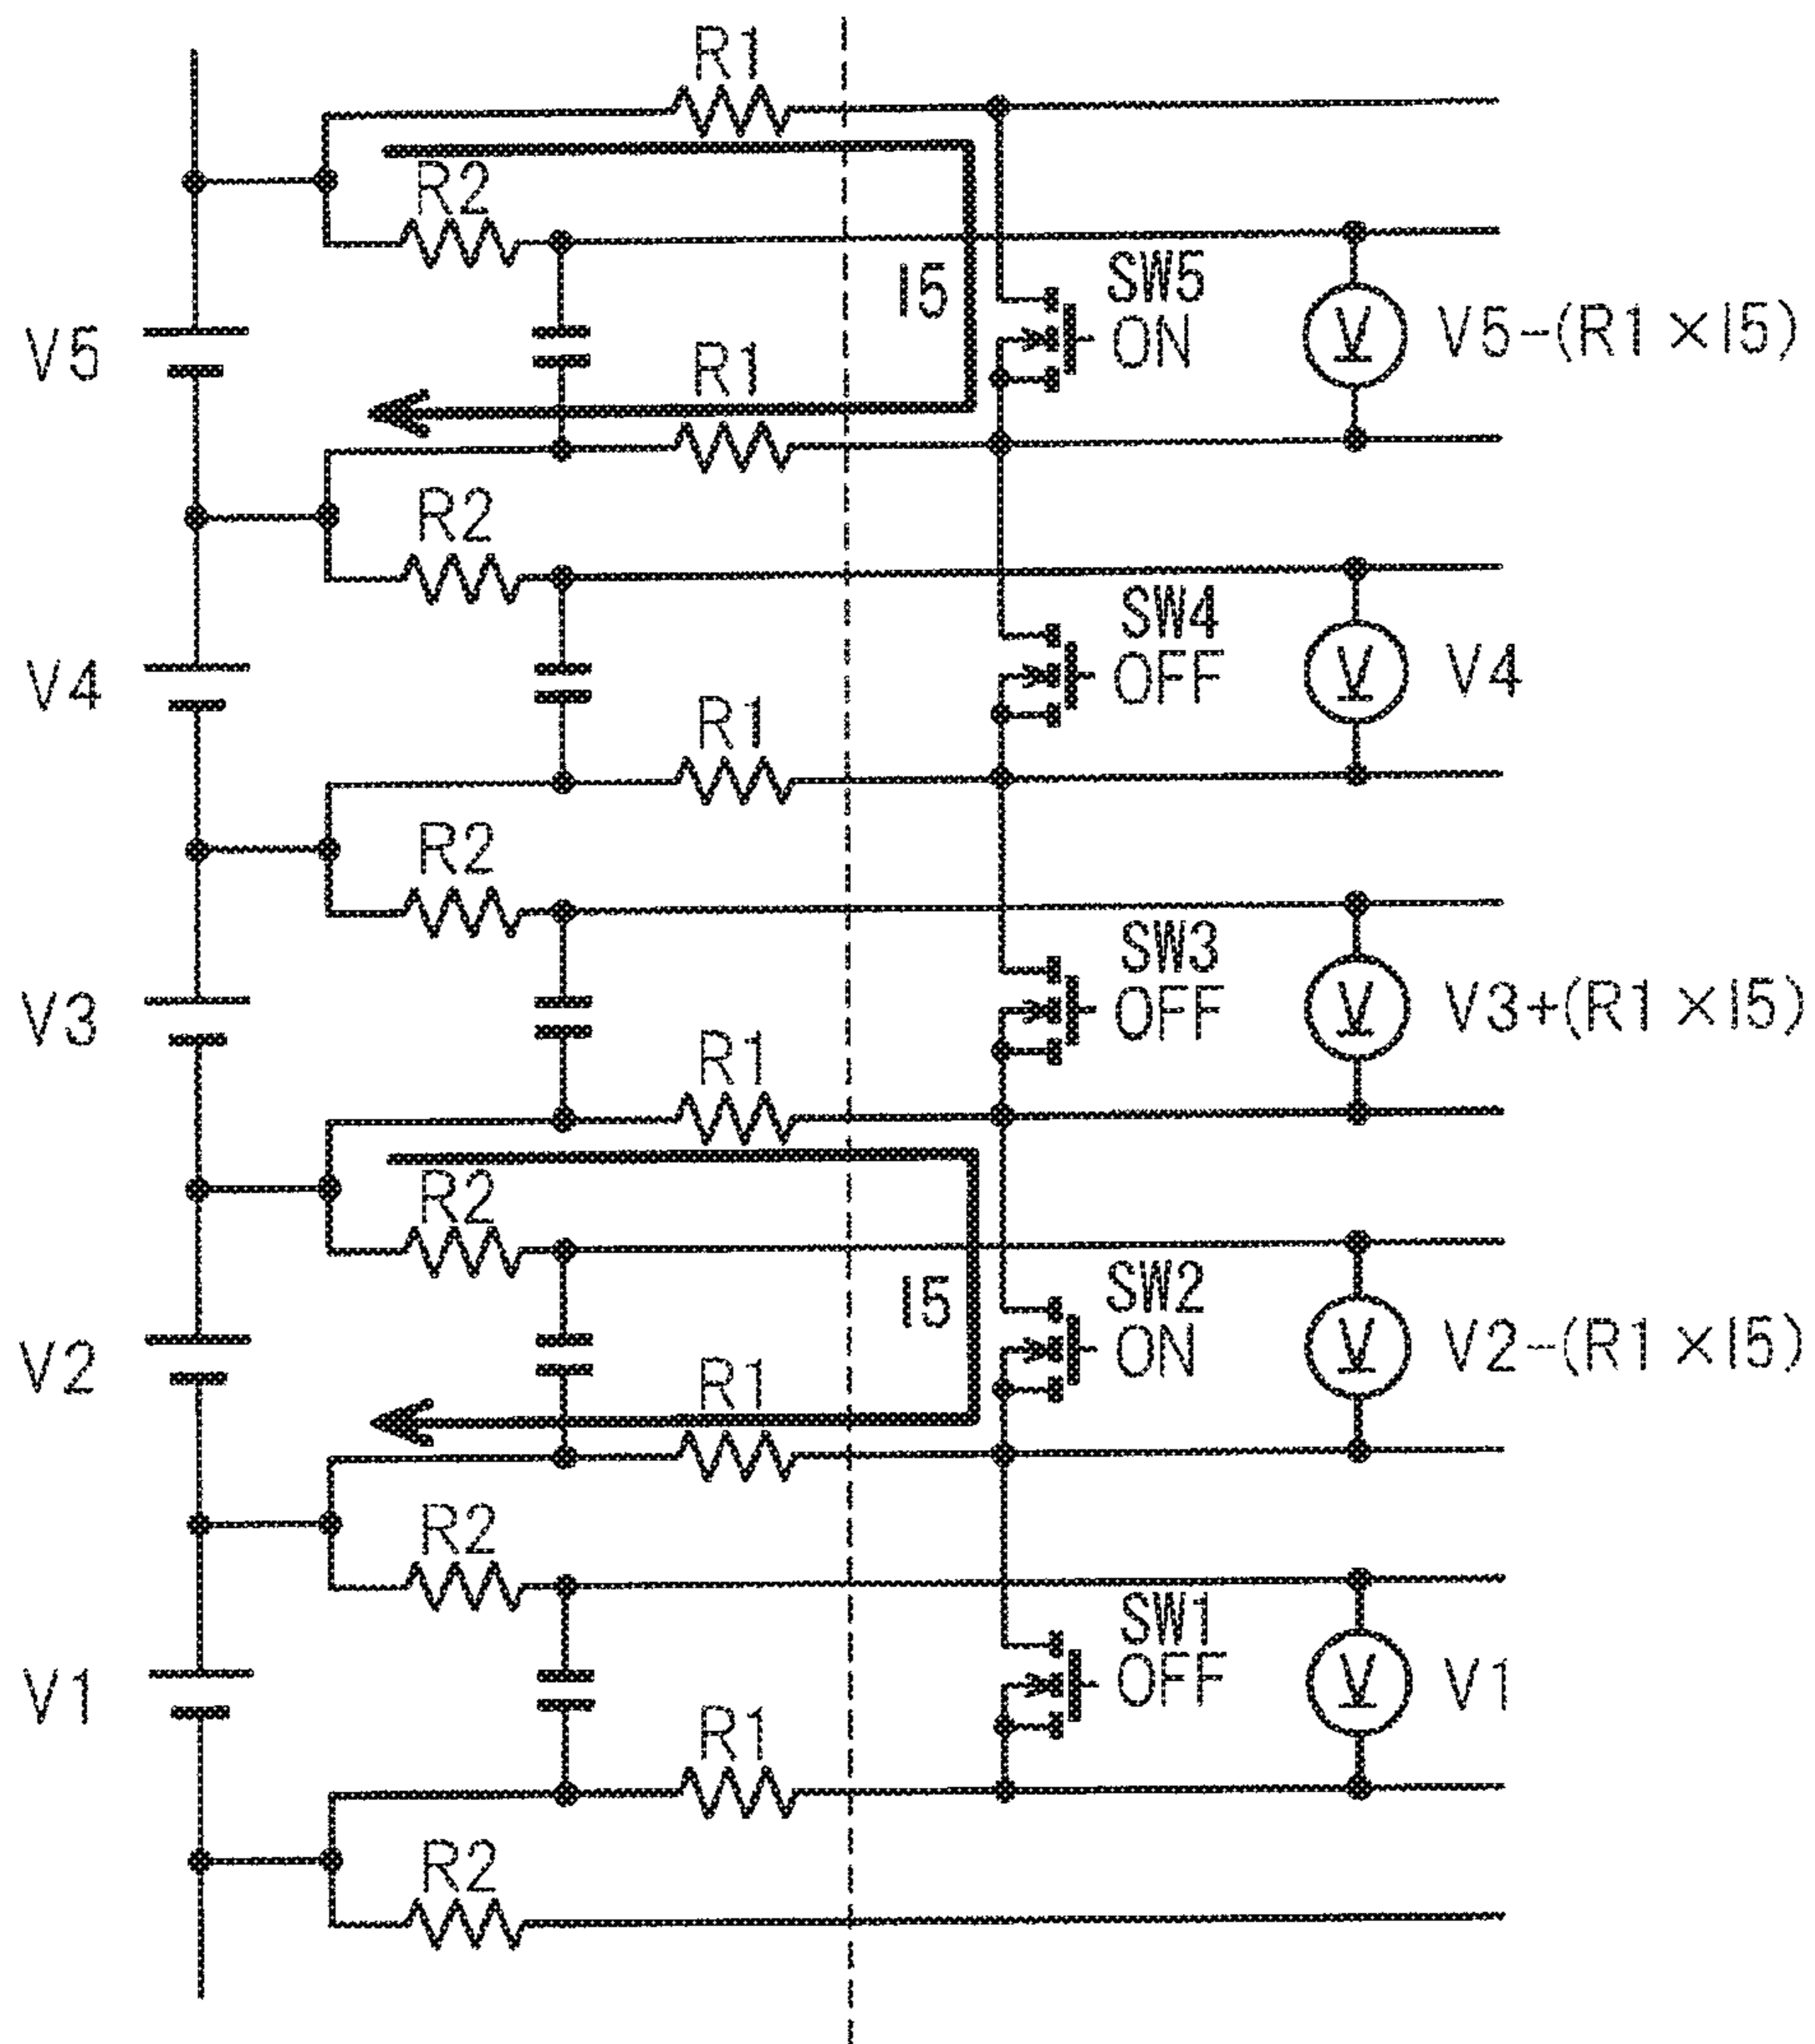 R1
R2
I5
SW5
ON
V5
V5-(R1×I5)
R1
R2
SW4
OFF
V4
V4
R1
R2
SW3
OFF
V3
V3+(R1×I5)
R1
R2
I5
SW2
ON
V2
V2-(R1×I5)
R1
R2
SW1
OFF
V1
V1
R1
R2